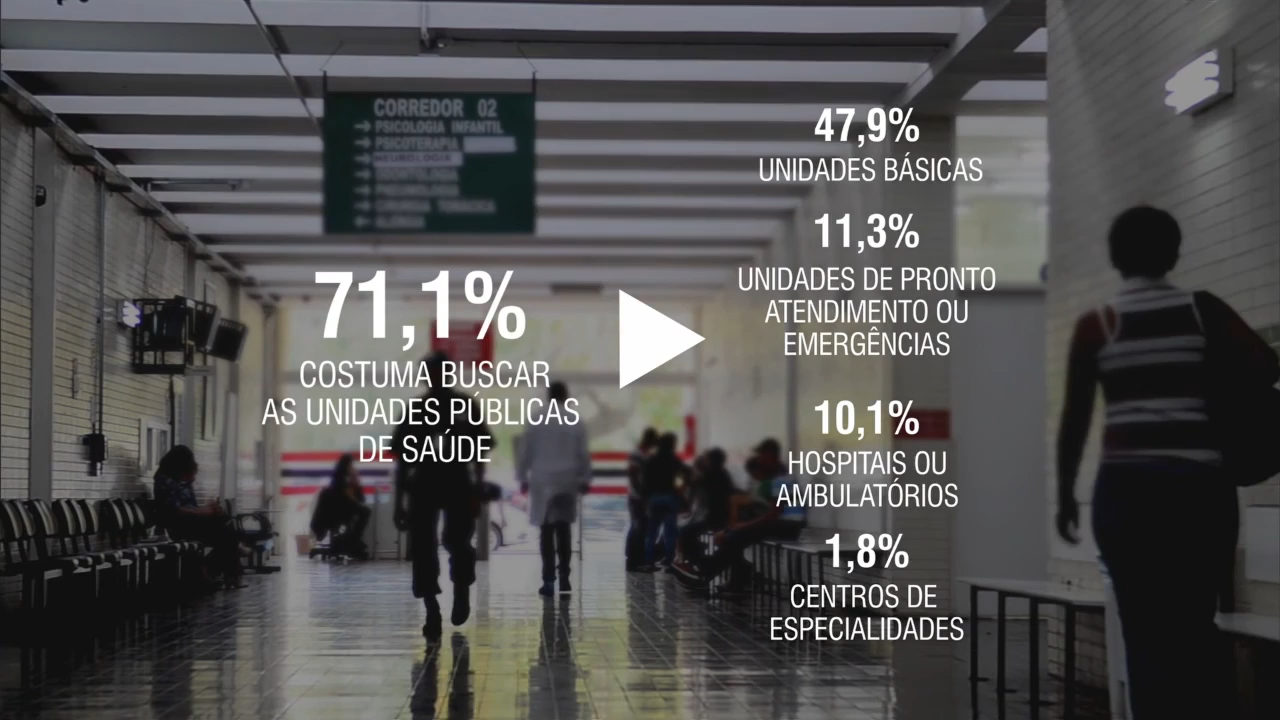 CORREDOR 02
PSICOLOGIA INFANTIL
PSICOTERAPIA
NEUROLOGIA
71,1%
COSTUMA BUSCAR
AS UNIDADES PÚBLICAS
DE SAÚDE
47,9%
UNIDADES BÁSICAS
11,3%
UNIDADES DE PRONTO
ATENDIMENTO OU
EMERGÊNCIAS
10,1%
HOSPITAIS OU
AMBULATÓRIOS
1,8%
CENTROS DE
ESPECIALIDADES